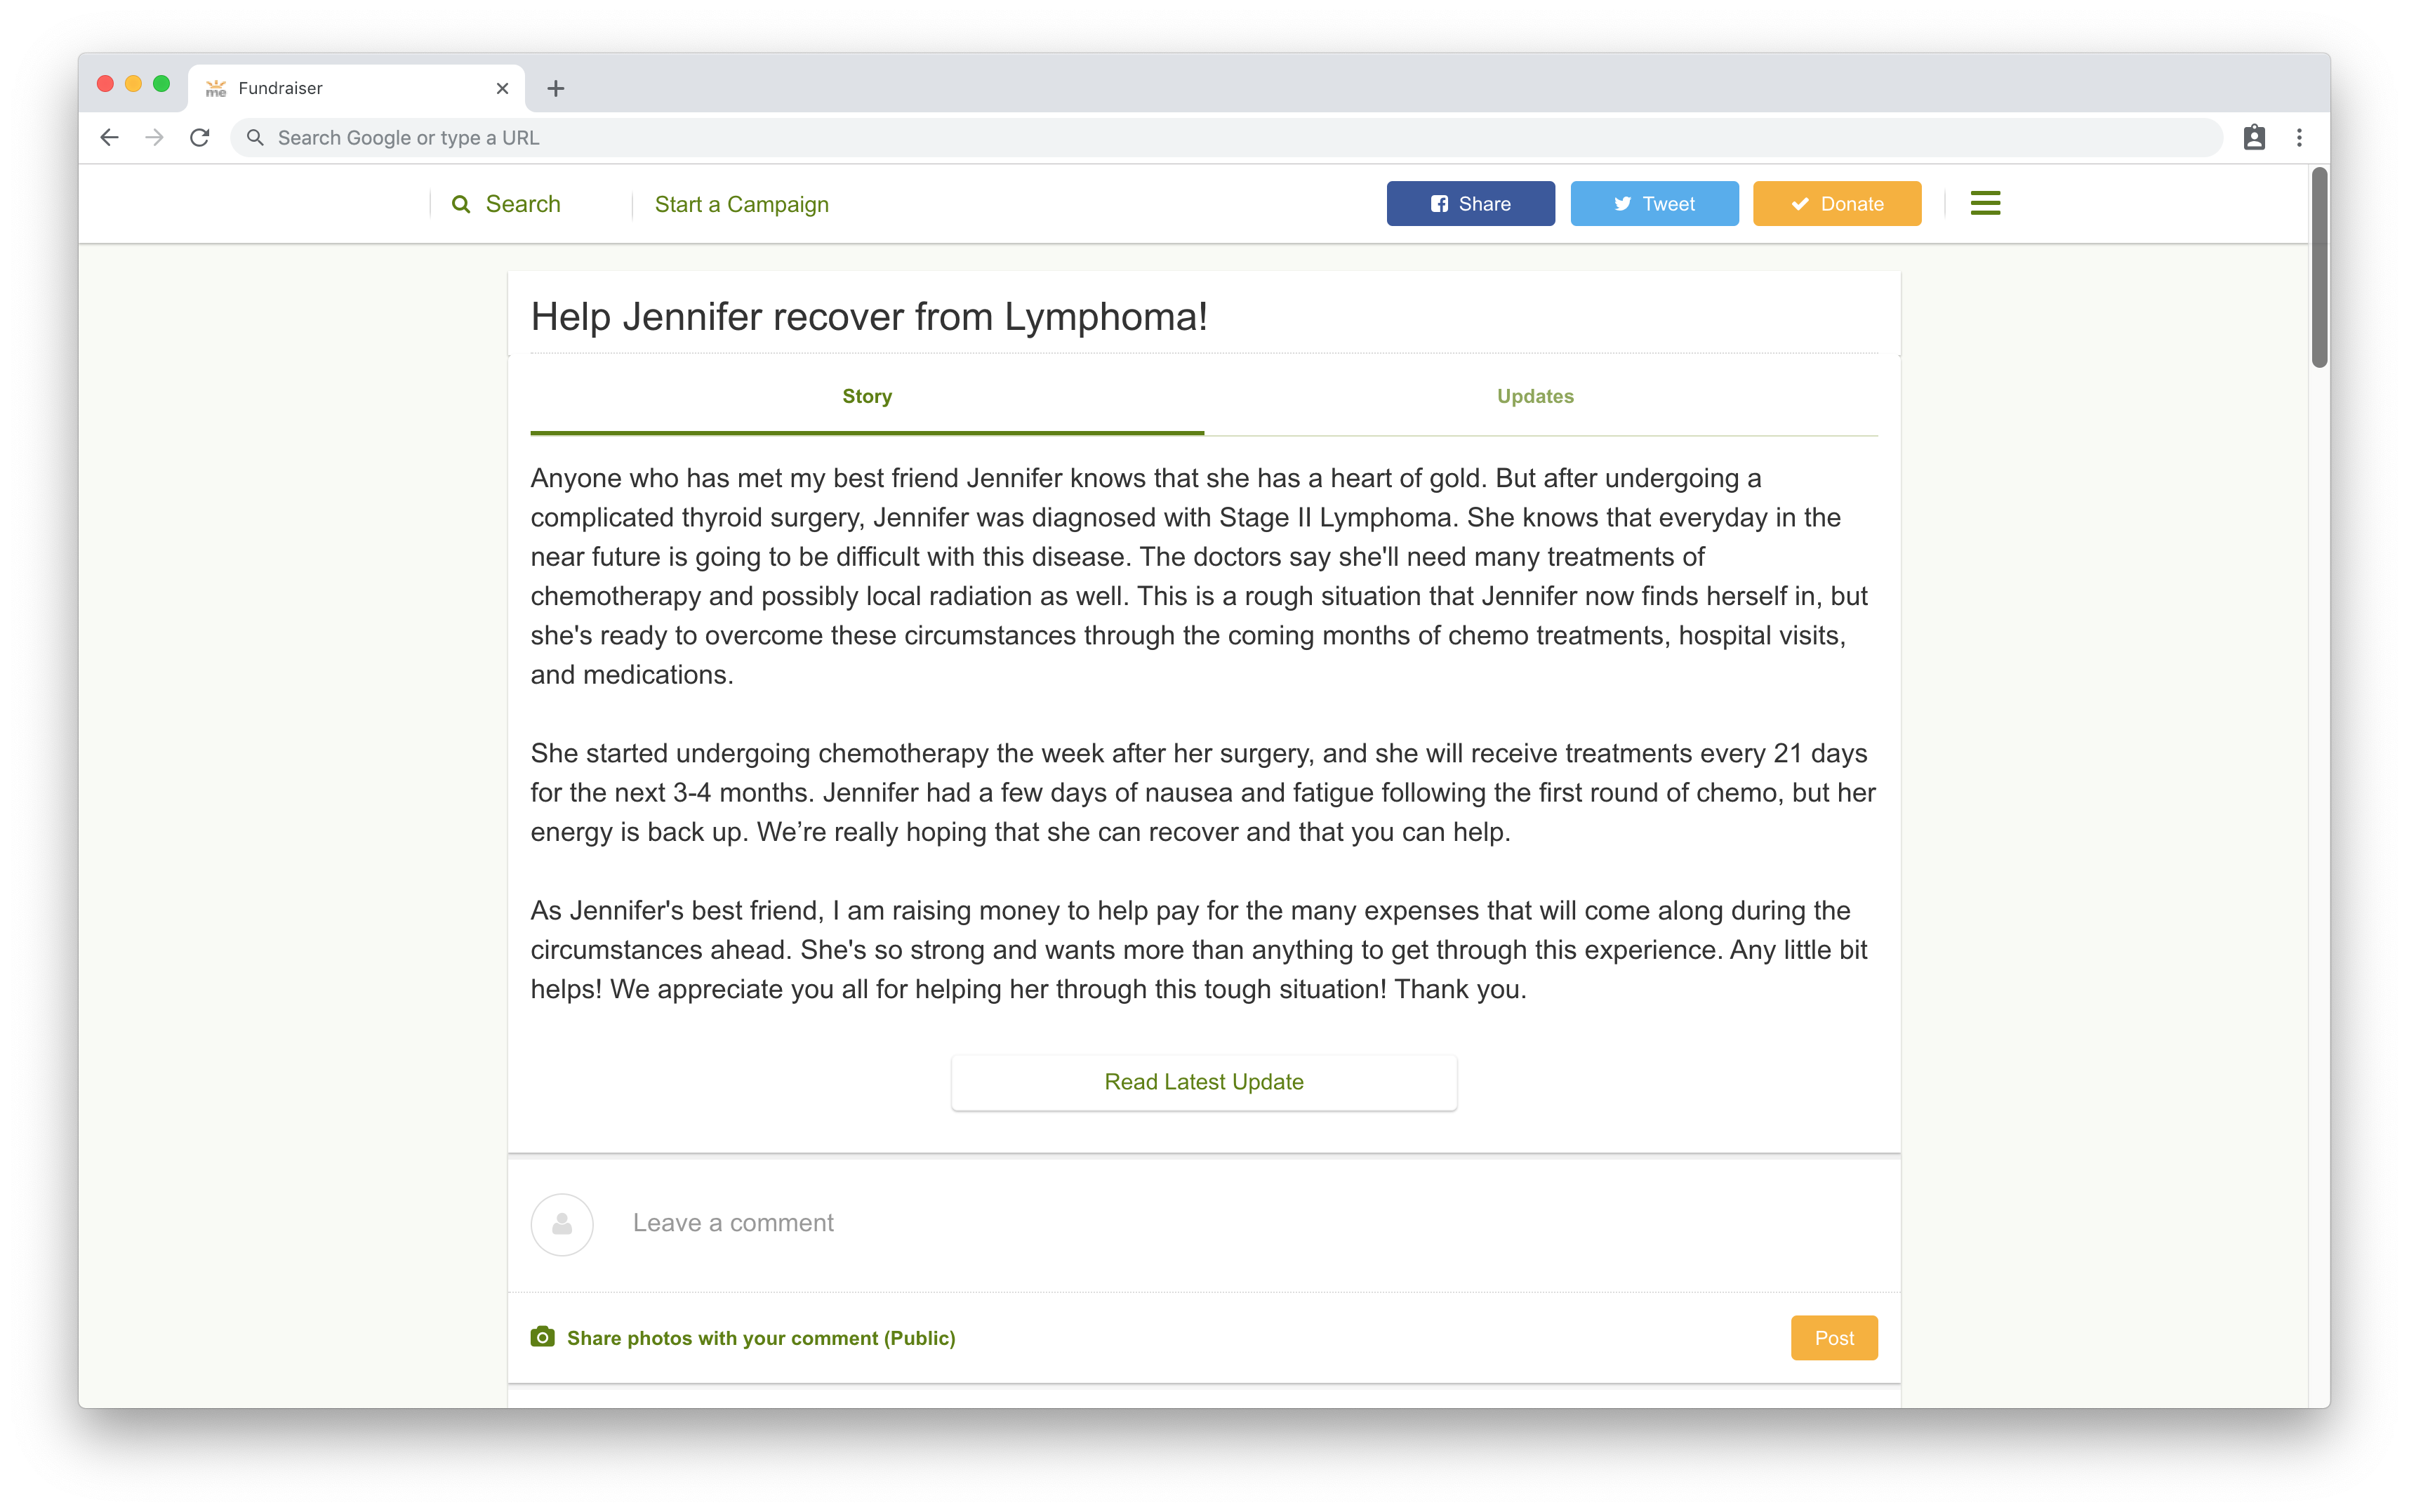 me Fundraiser
Search Google or type a URL
Search
Start a Campaign
Share
Tweet
Donate
Help Jennifer recover from Lymphoma!
Story
Updates
Anyone who has met my best friend Jennifer knows that she has a heart of gold. But after undergoing a
complicated thyroid surgery, Jennifer was diagnosed with Stage II Lymphoma. She knows that everyday in the
near future is going to be difficult with this disease. The doctors say she'll need many treatments of
chemotherapy and possibly local radiation as well. This is a rough situation that Jennifer now finds herself in, but
she's ready to overcome these circumstances through the coming months of chemo treatments, hospital visits,
and medications.
She started undergoing chemotherapy the week after her surgery, and she will receive treatments every 21 days
for the next 3-4 months. Jennifer had a few days of nausea and fatigue following the first round of chemo, but her
energy is back up. We’re really hoping that she can recover and that you can help.
As Jennifer's best friend, I am raising money to help pay for the many expenses that will come along during the
circumstances ahead. She's so strong and wants more than anything to get through this experience. Any little bit
helps! We appreciate you all for helping her through this tough situation! Thank you.
Read Latest Update
Leave a comment
Share photos with your comment (Public)
Post